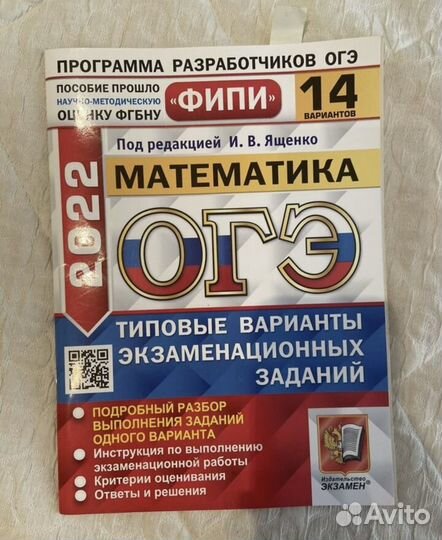 ПРОГРАММА РАЗРАБОТЧИКОВ ОГЭ
ПОСОБИЕ ПРОШЛО
НАУЧНО-МЕТОДИЧЕСКУЮ
ОЦЕНКУ ФГБНУ
«ФИПИ»
14
ВАРИАНТОВ
Под редакцией И. В. Ященко
МАТЕМАТИКА
2022
ОГЭ
ТИПОВЫЕ ВАРИАНТЫ
ЭКЗАМЕНАЦИОННЫХ
ЗАДАНИЙ
• ПОДРОБНЫЙ РАЗБОР
ВЫПОЛНЕНИЯ ЗАДАНИЙ
ОДНОГО ВАРИАНТА
• Инструкция по выполнению
экзаменационной работы
• Критерии оценивания
• Ответы и решения
Издательство
ЭКЗАМЕН®
Avito